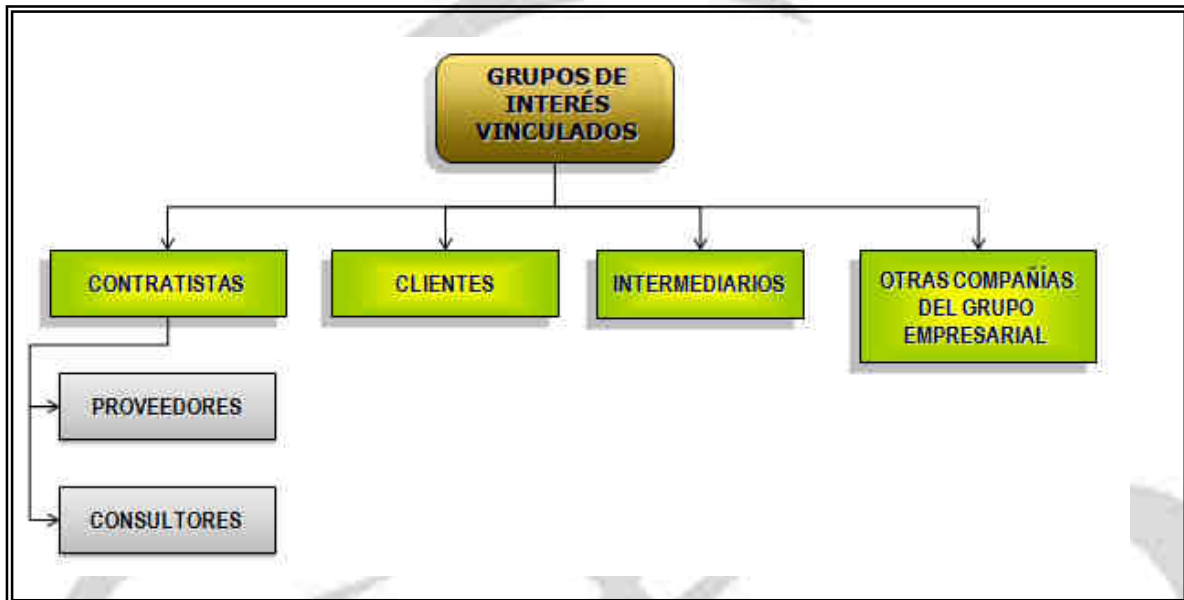 GRUPOS DE
INTERÉS
VINCULADOS
CONTRATISTAS
CLIENTES
INTERMEDIARIOS
OTRAS COMPAÑÍAS
DEL GRUPO
EMPRESARIAL
PROVEEDORES
CONSULTORES